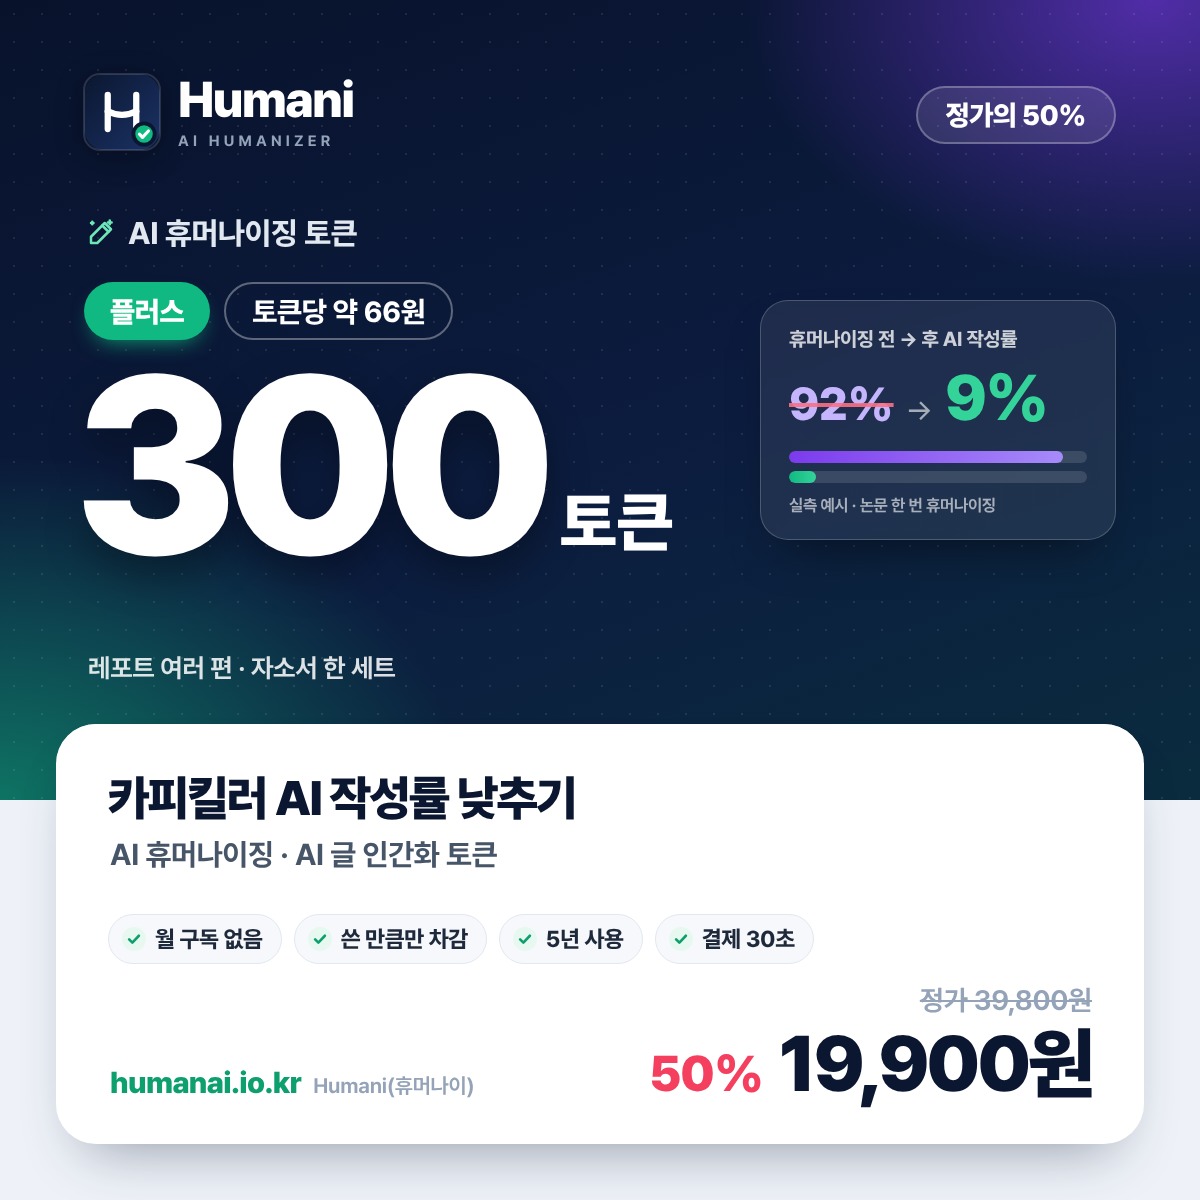 Humani
AI HUMANIZER
정가의 50%
AI 휴머나이징 토큰
플러스
토큰당 약 66원
300 토큰
휴머나이징 전 → 후 AI 작성률
92% → 9%
실측 예시 · 논문 한 번 휴머나이징
레포트 여러 편 · 자소서 한 세트
카피킬러 AI 작성률 낮추기
AI 휴머나이징 · AI 글 인간화 토큰
월 구독 없음
쓴 만큼만 차감
5년 사용
결제 30초
정가 39,800원
50% 19,900원
humanai.io.kr Humani(휴머나이)